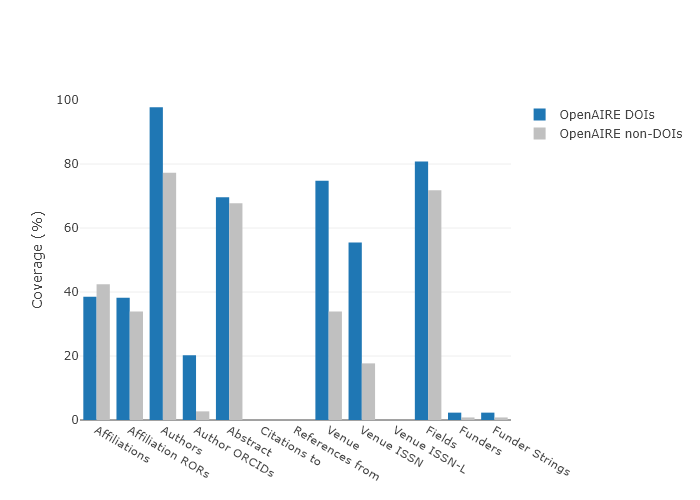 100
80
60
40
20
0
Coverage (%)
OpenAIRE DOIs
OpenAIRE non-DOIs
Affiliations
Affiliation RORs
Authors
Author ORCIDs
Abstract
Citations to
References from
Venue
Venue ISSN
Venue ISSN-L
Fields
Funders
Funder Strings